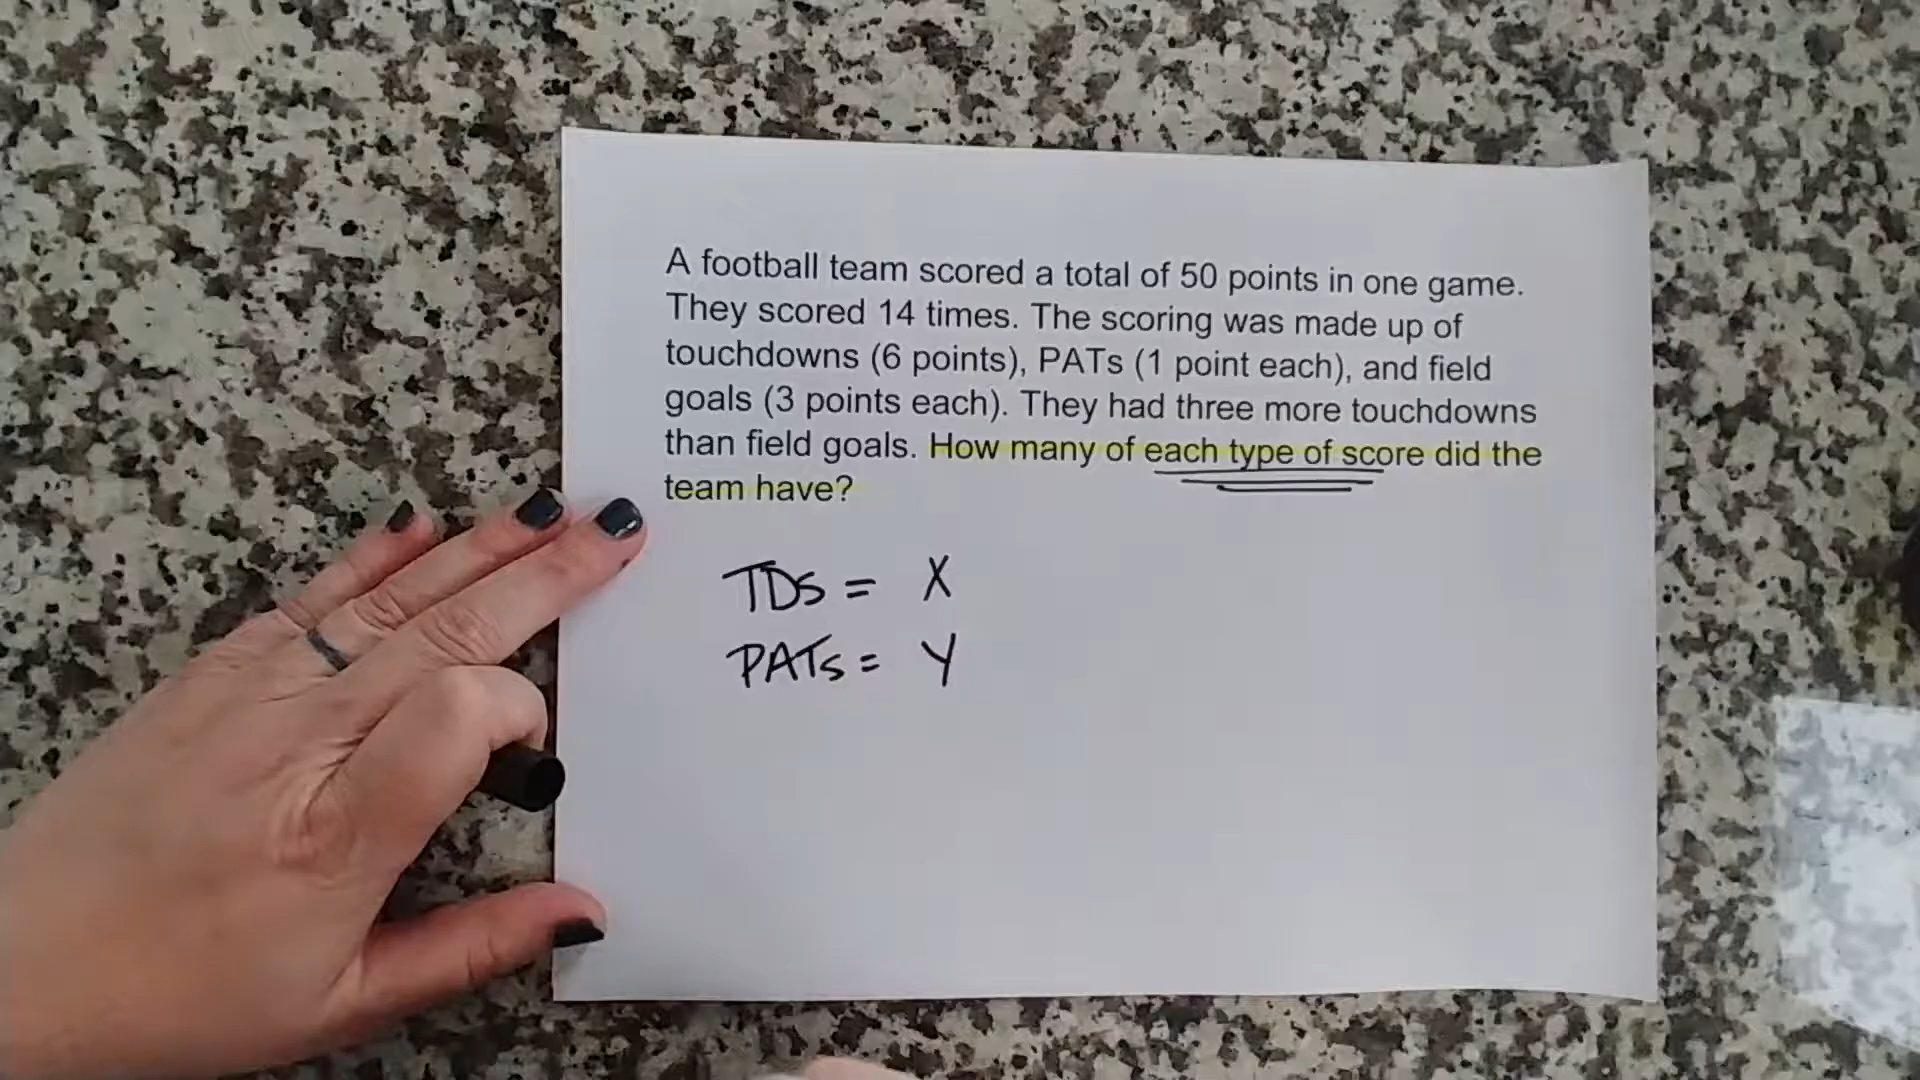 A football team scored a total of 50 points in one game.
They scored 14 times. The scoring was made up of
touchdowns (6 points), PATs (1 point each), and field
goals (3 points each). They had three more touchdowns
than field goals. How many of each type of score did the
team have?
TDs = X
PATs = Y